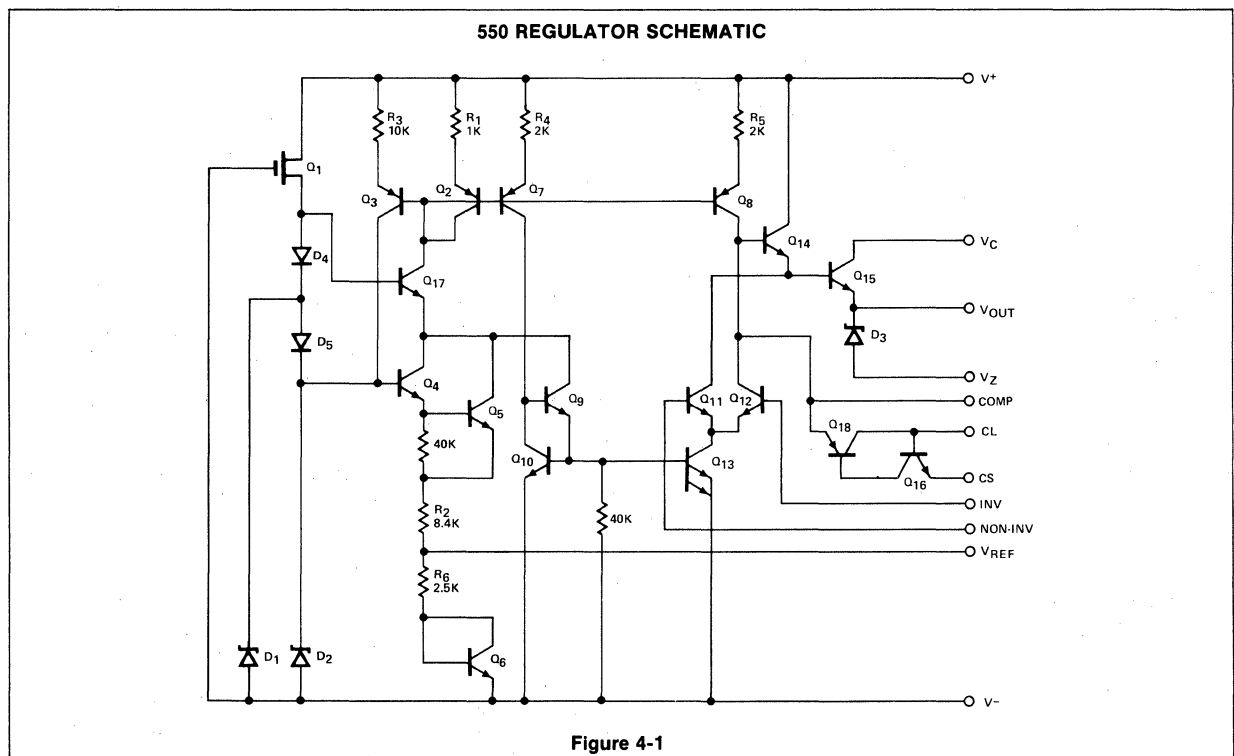 550 REGULATOR SCHEMATIC
V+
R3
10K
R1
1K
R4
2K
R5
2K
Q1
Q3
Q2
Q7
Q8
Q14
VC
D4
Q17
Q15
VOUT
D5
D3
VZ
Q4
Q5
Q9
Q11
Q12
COMP
Q18
CL
40K
Q10
Q13
Q16
CS
INV
R2
8.4K
40K
NON-INV
VREF
R6
2.5K
D1
D2
Q6
V-
Figure 4-1